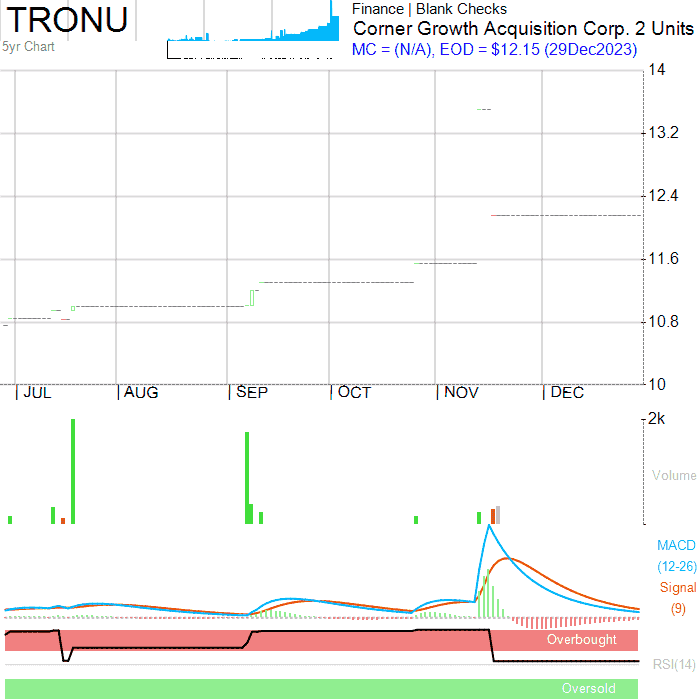 TRONU
5yr Chart
Finance | Blank Checks
Corner Growth Acquisition Corp. 2 Units
MC = (N/A), EOD = $12.15 (29Dec2023)
14
13.2
12.4
11.6
10.8
10
JUL AUG SEP OCT NOV DEC
2k
Volume
MACD
(12-26)
Signal
(9)
Overbought
RSI(14)
Oversold